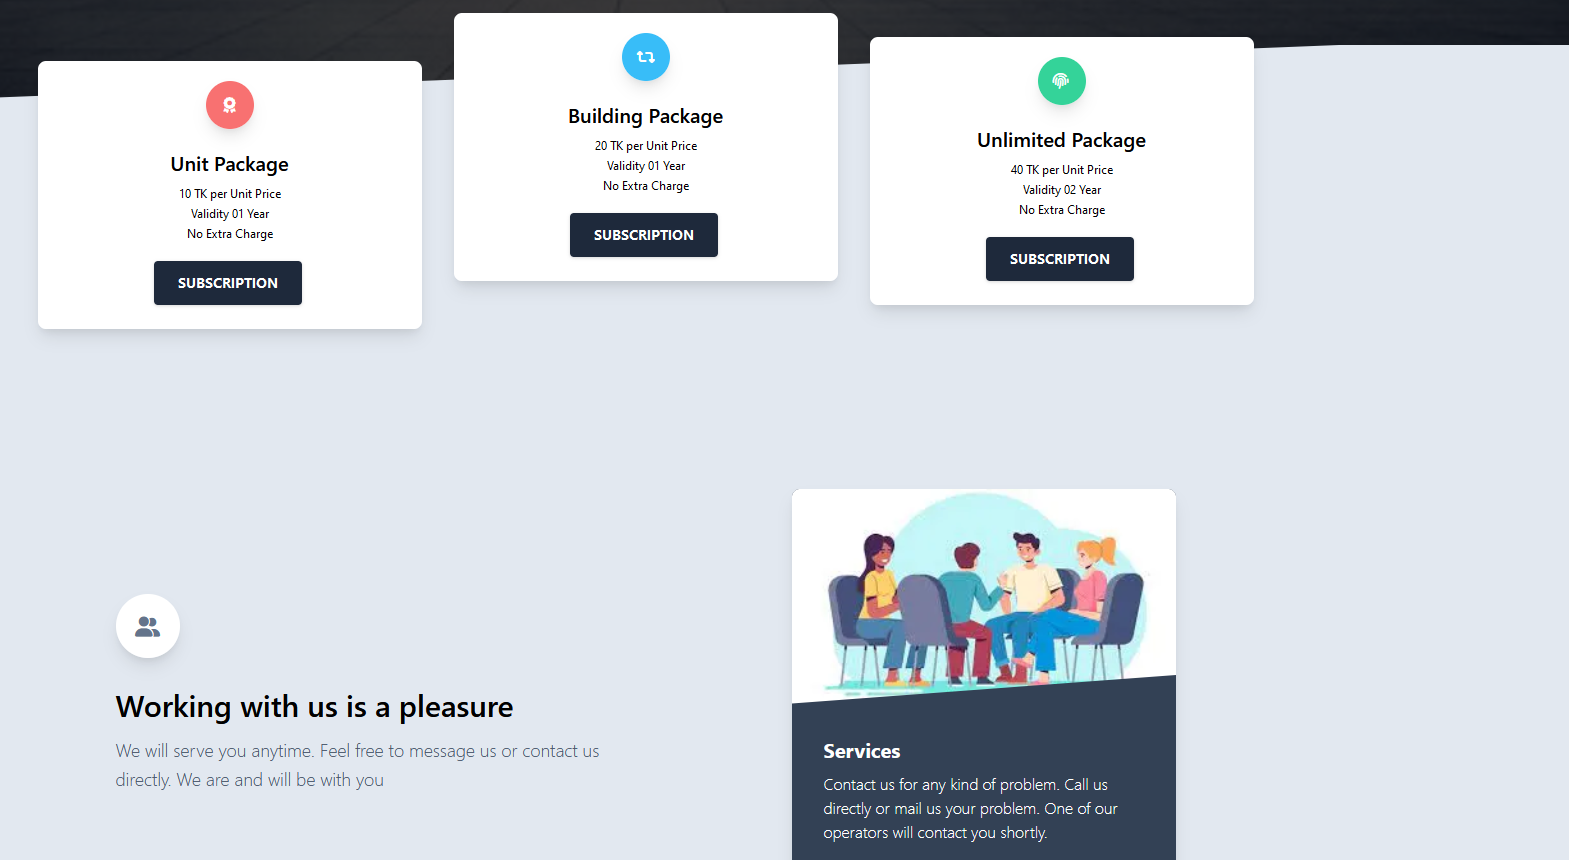 Unit Package
10 TK per Unit Price
Validity 01 Year
No Extra Charge
SUBSCRIPTION
Building Package
20 TK per Unit Price
Validity 01 Year
No Extra Charge
SUBSCRIPTION
Unlimited Package
40 TK per Unit Price
Validity 02 Year
No Extra Charge
SUBSCRIPTION
Working with us is a pleasure
We will serve you anytime. Feel free to message us or contact us
directly. We are and will be with you
Services
Contact us for any kind of problem. Call us
directly or mail us your problem. One of our
operators will contact you shortly.